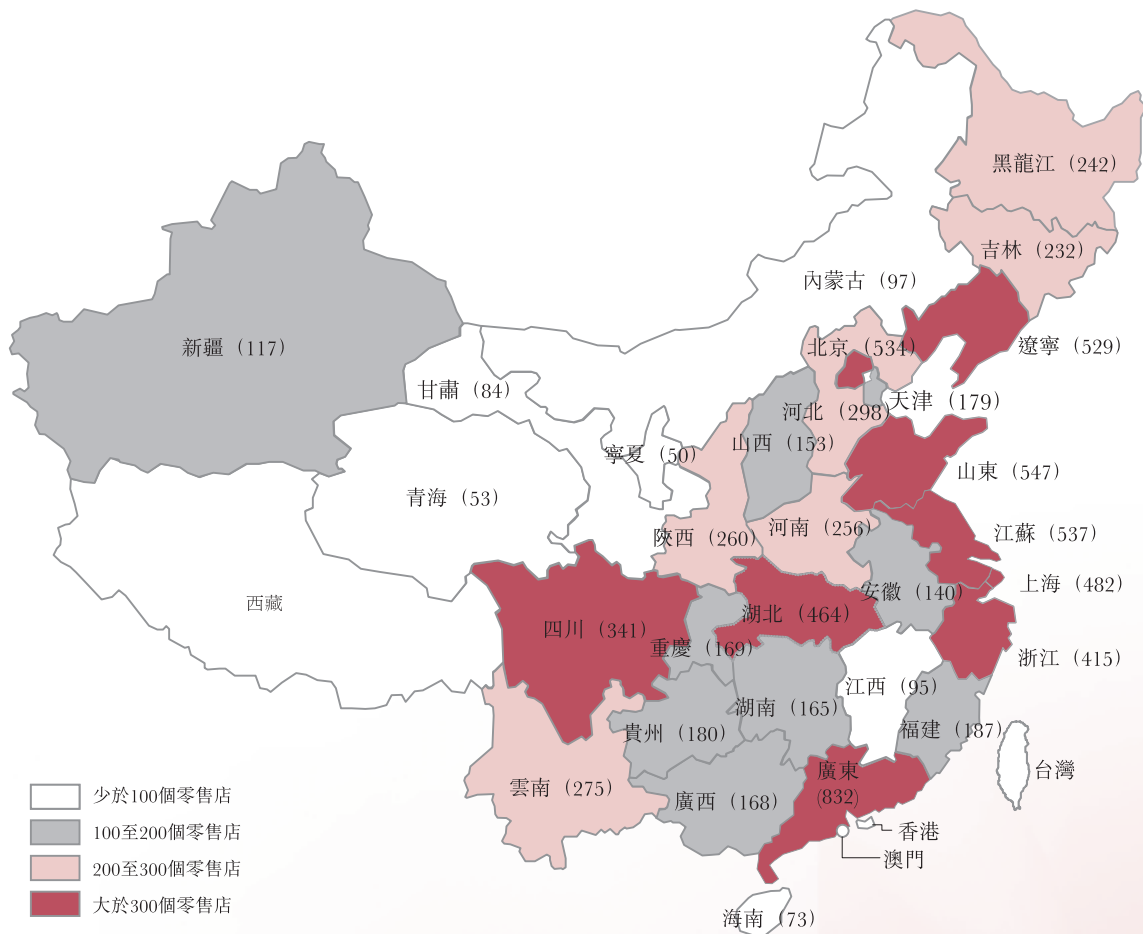 黑龍江 (242)
吉林 (232)
內蒙古 (97)
新疆 (117)
北京 (534)
遼寧 (529)
甘肅 (84)
天津 (179)
河北 (298)
山西 (153)
寧夏 (50)
山東 (547)
青海 (53)
陝西 (260)
河南 (256)
江蘇 (537)
上海 (482)
安徽 (140)
西藏
湖北 (464)
四川 (341)
重慶 (169)
浙江 (415)
江西 (95)
湖南 (165)
福建 (187)
貴州 (180)
台灣
廣東
(832)
雲南 (275)
廣西 (168)
香港
澳門
海南 (73)
少於100個零售店
100至200個零售店
200至300個零售店
大於300個零售店